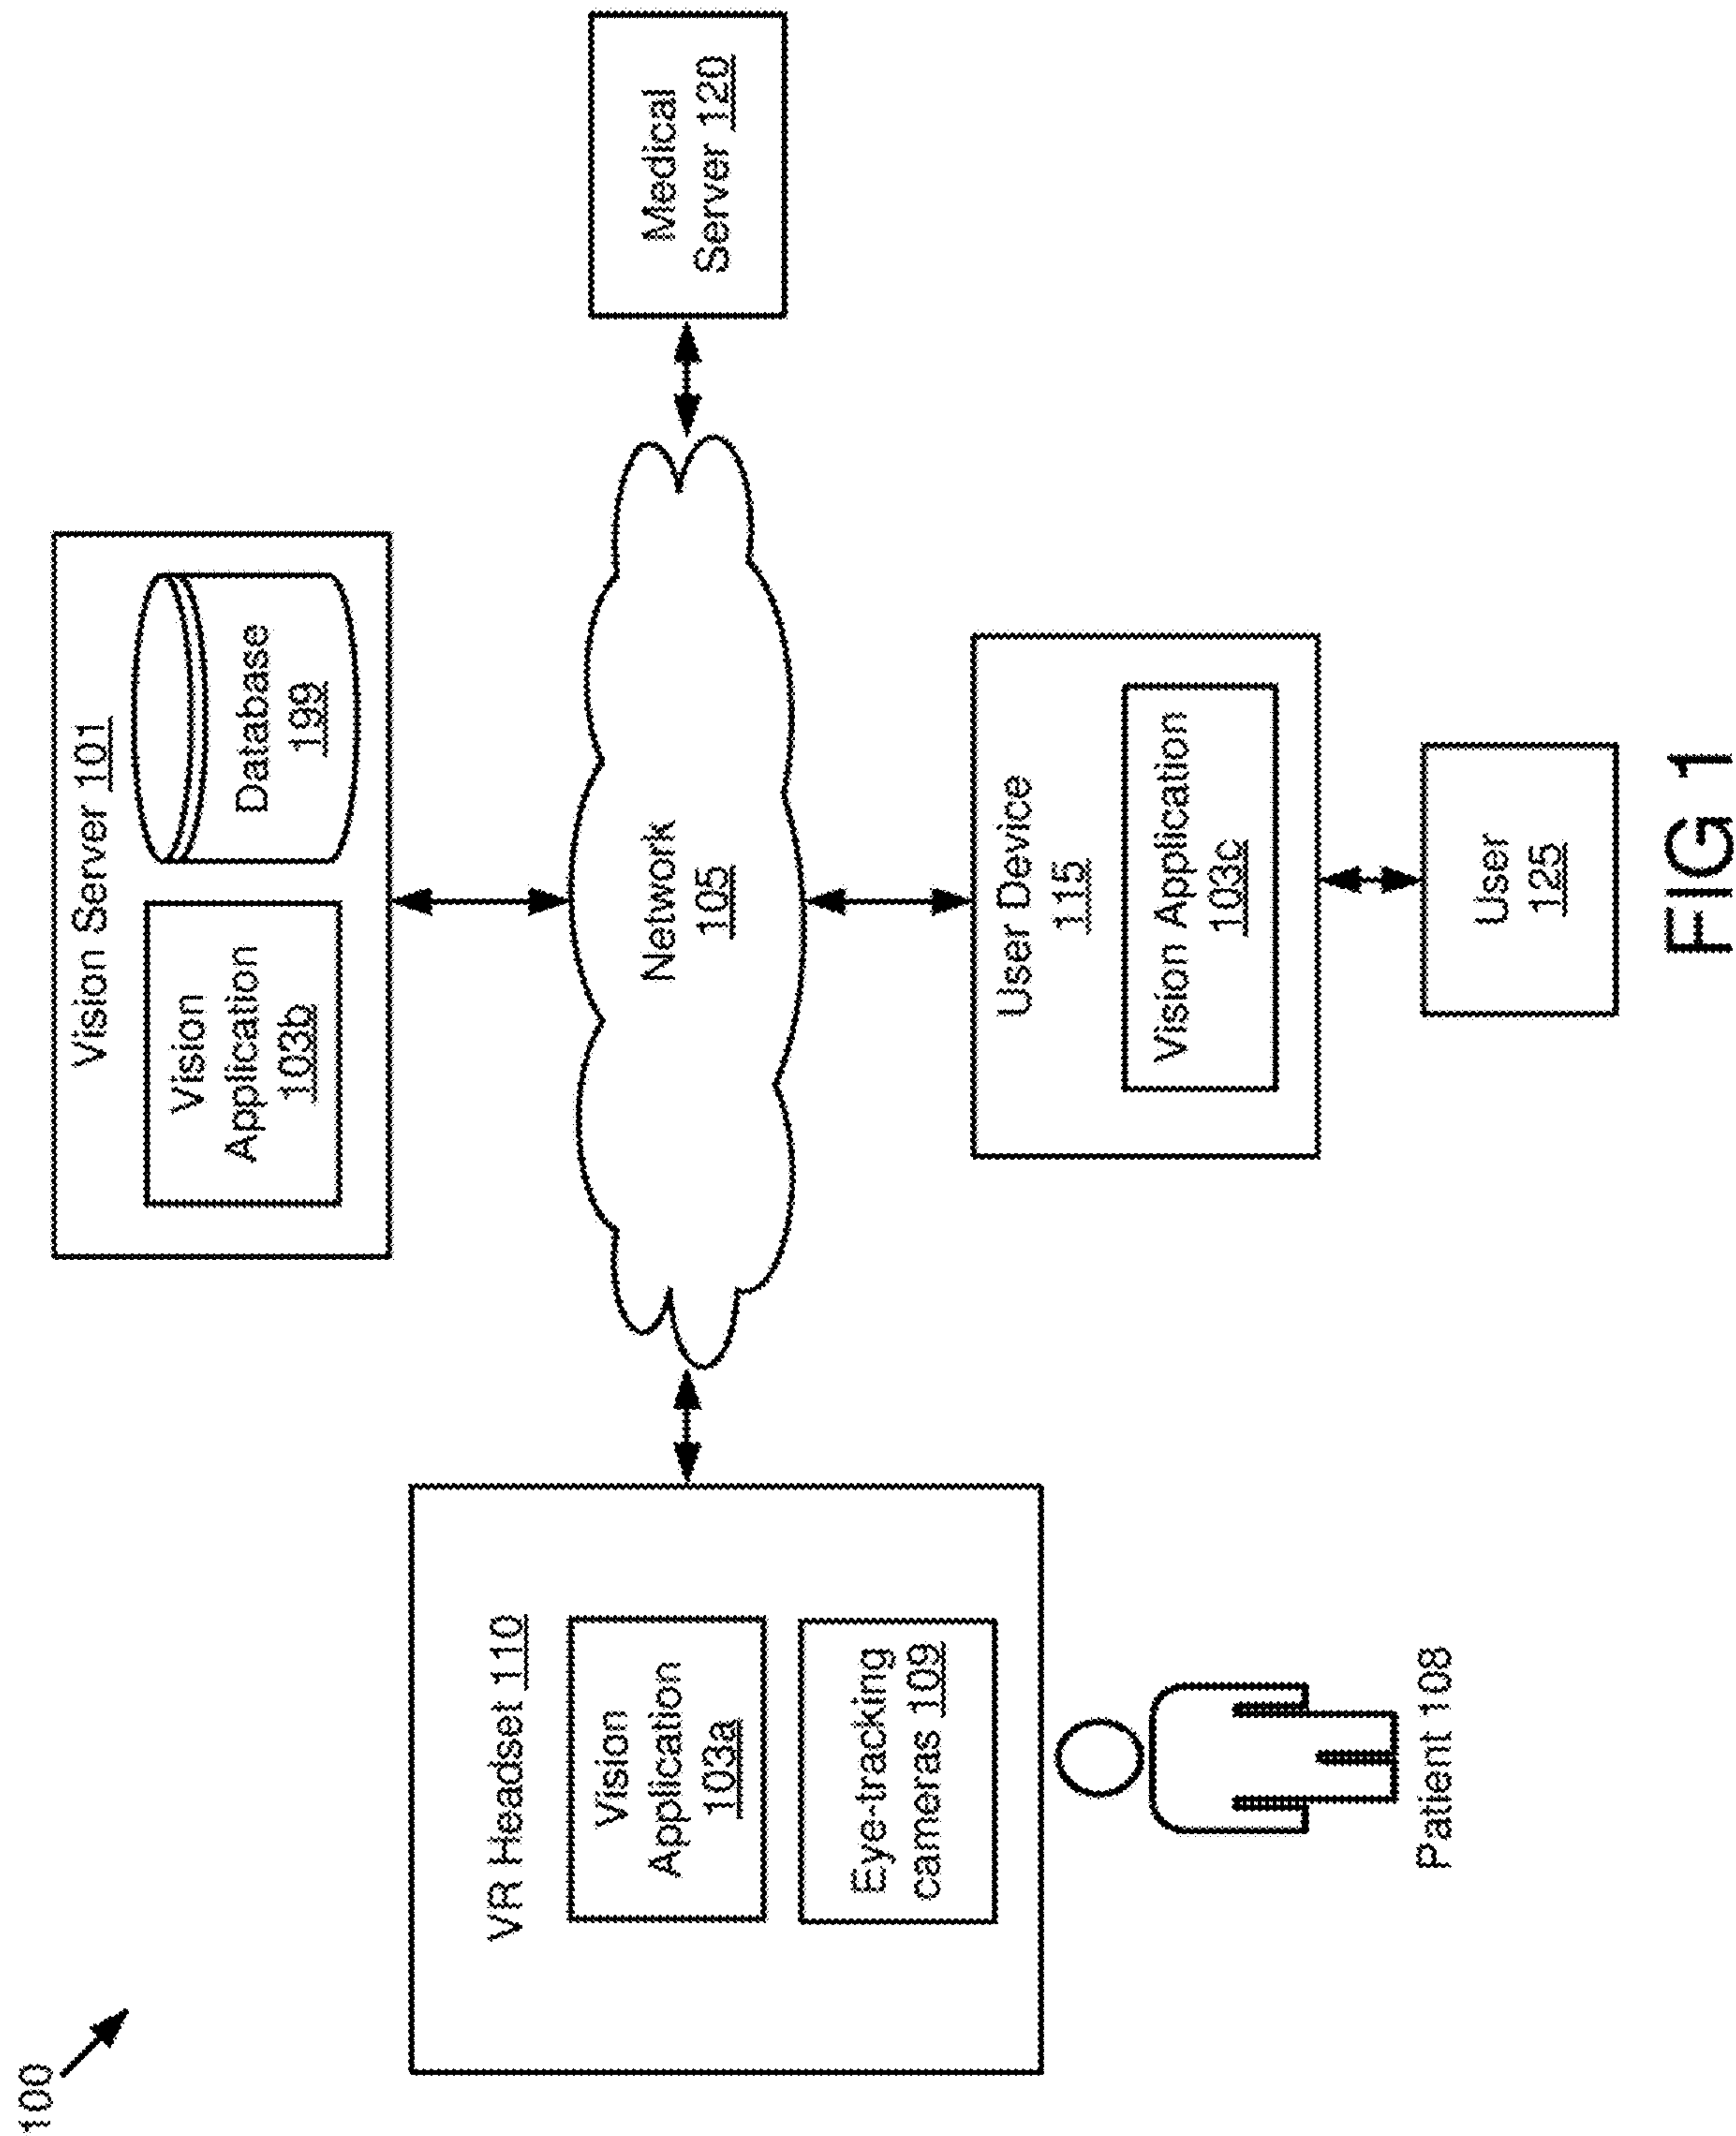 100
Vision Server 101
Vision
Application
103b
Database
199
VR Headset 110
Vision
Application
103a
Eye-tracking
cameras 109
Patient 108
Network
105
Medical
Server 120
User Device
115
Vision Application
103c
User
125
FIG 1